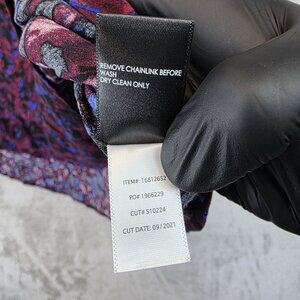 REMOVE CHAINLINK BEFORE
WASH
DRY CLEAN ONLY
ITEM#: 16812652
PO# 1966229
CUT# 510224
CUT DATE: 09/2021